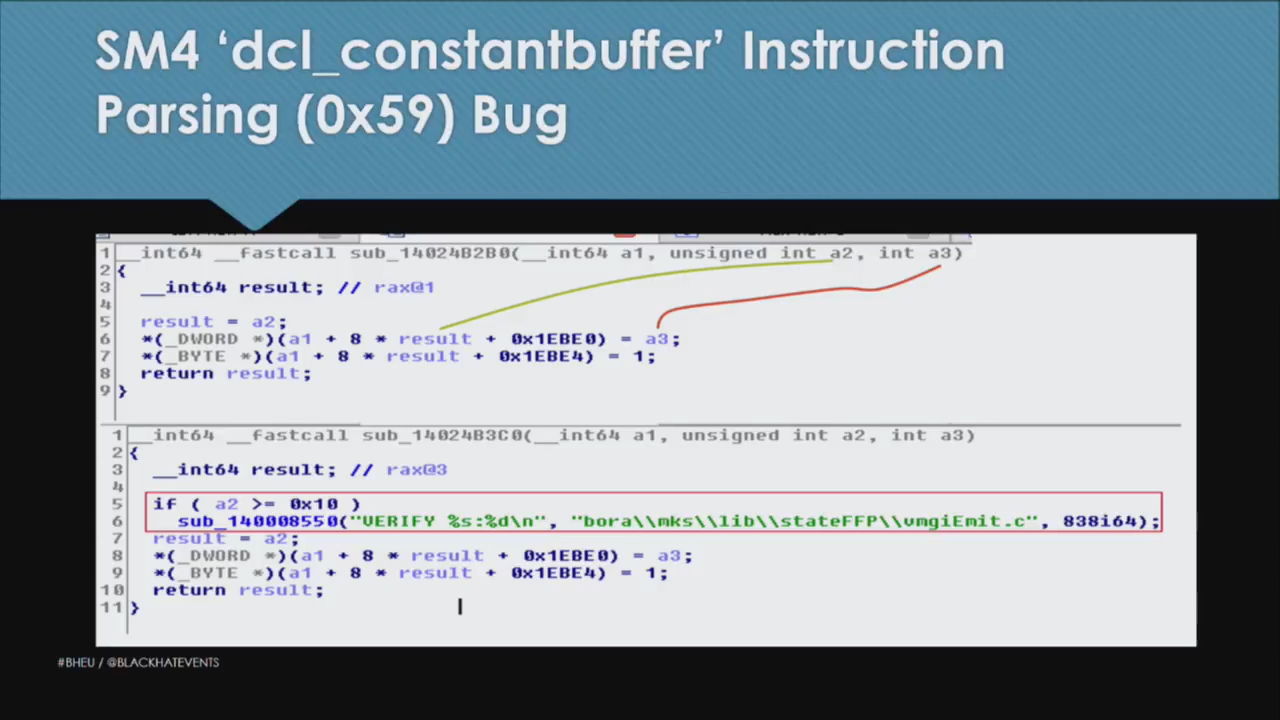 SM4 ‘dcl_constantbuffer’ Instruction
Parsing (0x59) Bug
1 __int64 __fastcall sub_14024B2B0(__int64 a1, unsigned int a2, int a3)
2 {
3 __int64 result; // rax@1
4
5 result = a2;
6 *(_DWORD *)(a1 + 8 * result + 0x1EBE0) = a3;
7 *(_BYTE *)(a1 + 8 * result + 0x1EBE4) = 1;
8 return result;
9 }
1 __int64 __fastcall sub_14024B3C0(__int64 a1, unsigned int a2, int a3)
2 {
3 __int64 result; // rax@3
4
5 if ( a2 >= 0x10 )
6 sub_140008550("VERIFY %s:%d\n", "bora\\mks\\lib\\stateFFP\\vmgiEmit.c", 838i64);
7 result = a2;
8 *(_DWORD *)(a1 + 8 * result + 0x1EBE0) = a3;
9 *(_BYTE *)(a1 + 8 * result + 0x1EBE4) = 1;
10 return result;
11 }
#BHEU / @BLACKHATEVENTS